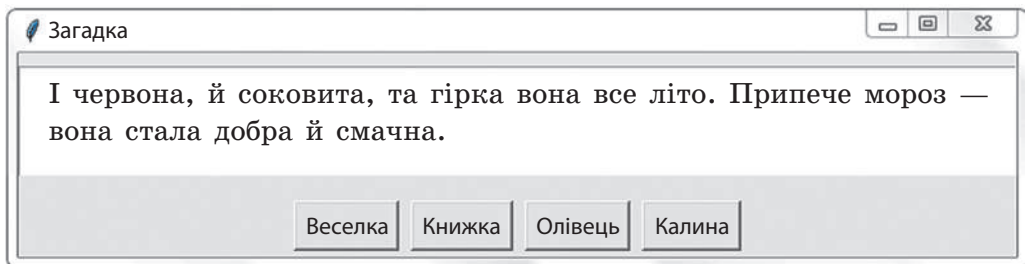 Загадка
І червона, й соковита, та гірка вона все літо. Припече мороз —
вона стала добра й смачна.
Веселка Книжка Олівець Калина